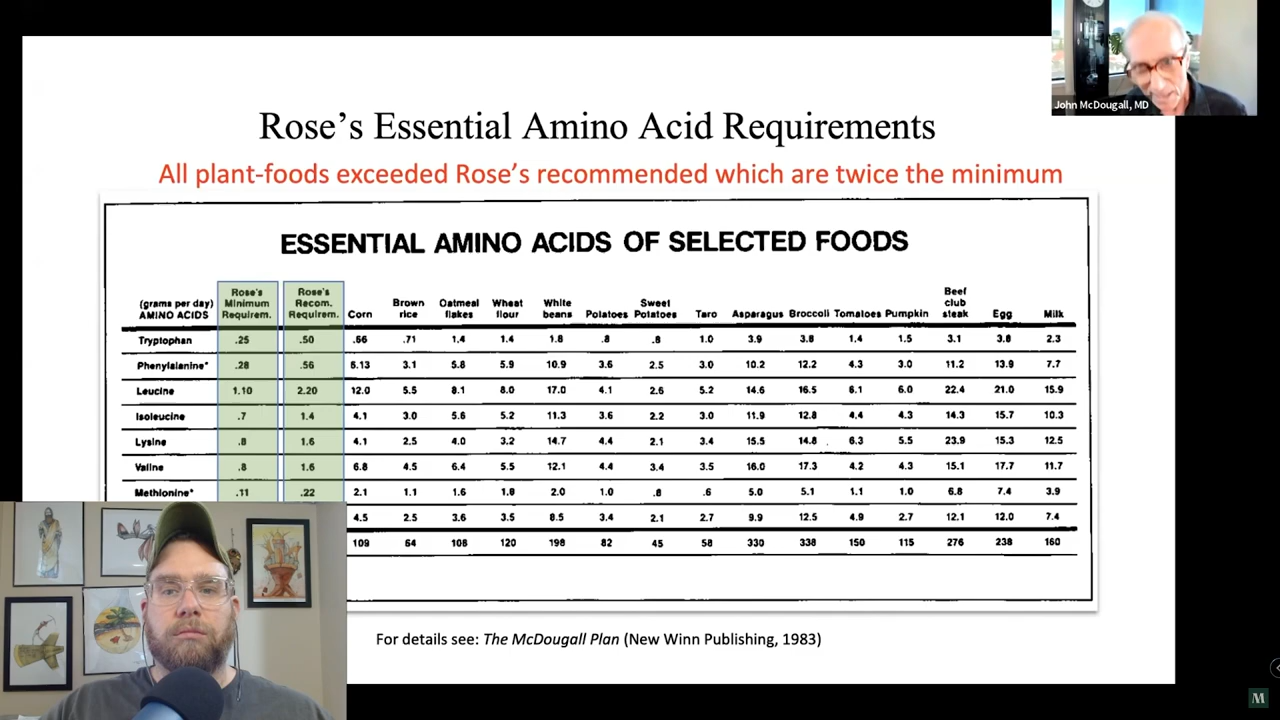 John McDougall, MD
Rose's Essential Amino Acid Requirements
All plant-foods exceeded Rose's recommended which are twice the minimum
ESSENTIAL AMINO ACIDS OF SELECTED FOODS
(grams per day) AMINO ACIDS Rose's Minimum Requirem. Rose's Recom. Requirem. Corn Brown rice Oatmeal flakes Wheat flour White beans Potatoes Sweet Potatoes Taro Asparagus Broccoli Tomatoes Pumpkin Beef club steak Egg Milk
Tryptophan .25 .50 .66 .71 1.4 1.4 1.8 .8 .8 1.0 3.9 3.8 1.4 1.5 3.1 3.8 2.3
Phenylalanine* .28 .56 6.13 3.1 5.8 5.9 10.9 3.6 2.5 3.0 10.2 12.2 4.3 3.0 11.2 13.9 7.7
Leucine 1.10 2.20 12.0 5.5 8.1 8.0 17.0 4.1 2.6 5.2 14.6 16.5 6.1 6.0 22.4 21.0 15.9
Isoleucine .7 1.4 4.1 3.0 5.6 5.2 11.3 3.6 2.2 3.0 11.9 12.8 4.4 4.3 14.3 15.7 10.3
Lysine .8 1.6 4.1 2.5 4.0 3.2 14.7 4.4 2.1 3.4 15.5 14.8 6.3 5.5 23.9 15.3 12.5
Valine .8 1.6 6.8 4.5 6.4 5.5 12.1 4.4 3.4 3.5 16.0 17.3 4.2 4.3 15.1 17.7 11.7
Methionine* .11 .22 2.1 1.1 1.6 1.8 2.0 1.0 .8 .6 5.0 5.1 1.1 1.0 6.8 7.4 3.9
4.5 2.5 3.6 3.5 8.5 3.4 2.1 2.7 9.9 12.5 4.9 2.7 12.1 12.0 7.4
109 64 108 120 198 82 45 58 330 338 150 115 276 238 160
For details see: The McDougall Plan (New Winn Publishing, 1983)
M